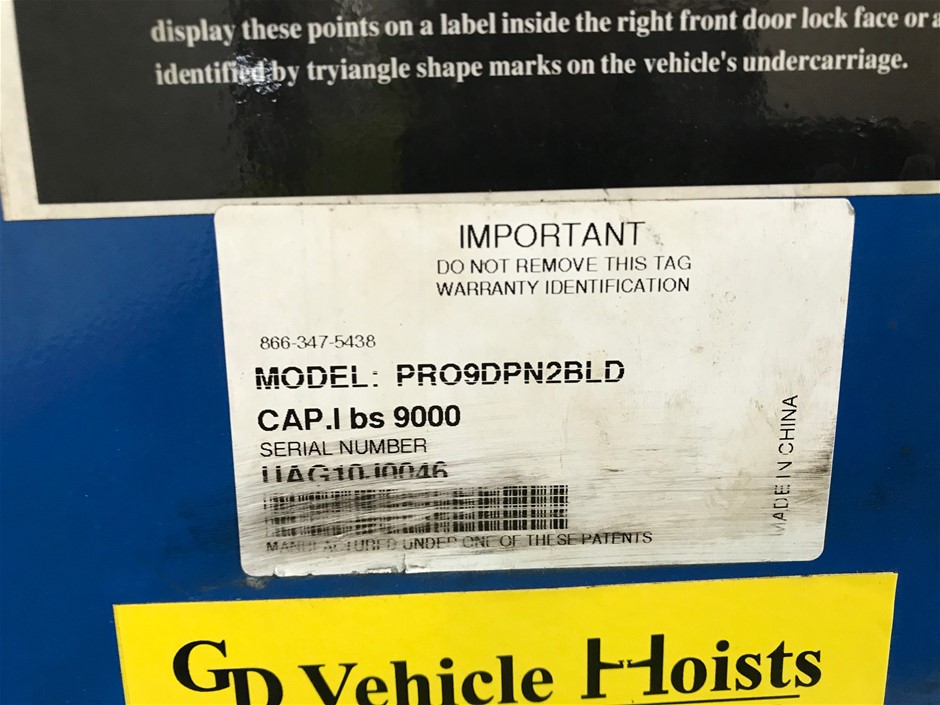 display these points on a label inside the right front door lock face or
identified by tryiangle shape marks on the vehicle's undercarriage.
IMPORTANT
DO NOT REMOVE THIS TAG
WARRANTY IDENTIFICATION
866-347-5438
MODEL: PRO9DPN2BLD
CAP.l bs 9000
SERIAL NUMBER
MANUFACTURED UNDER ONE OF THESE PATENTS
MADE IN CHINA
GD Vehicle Hoists